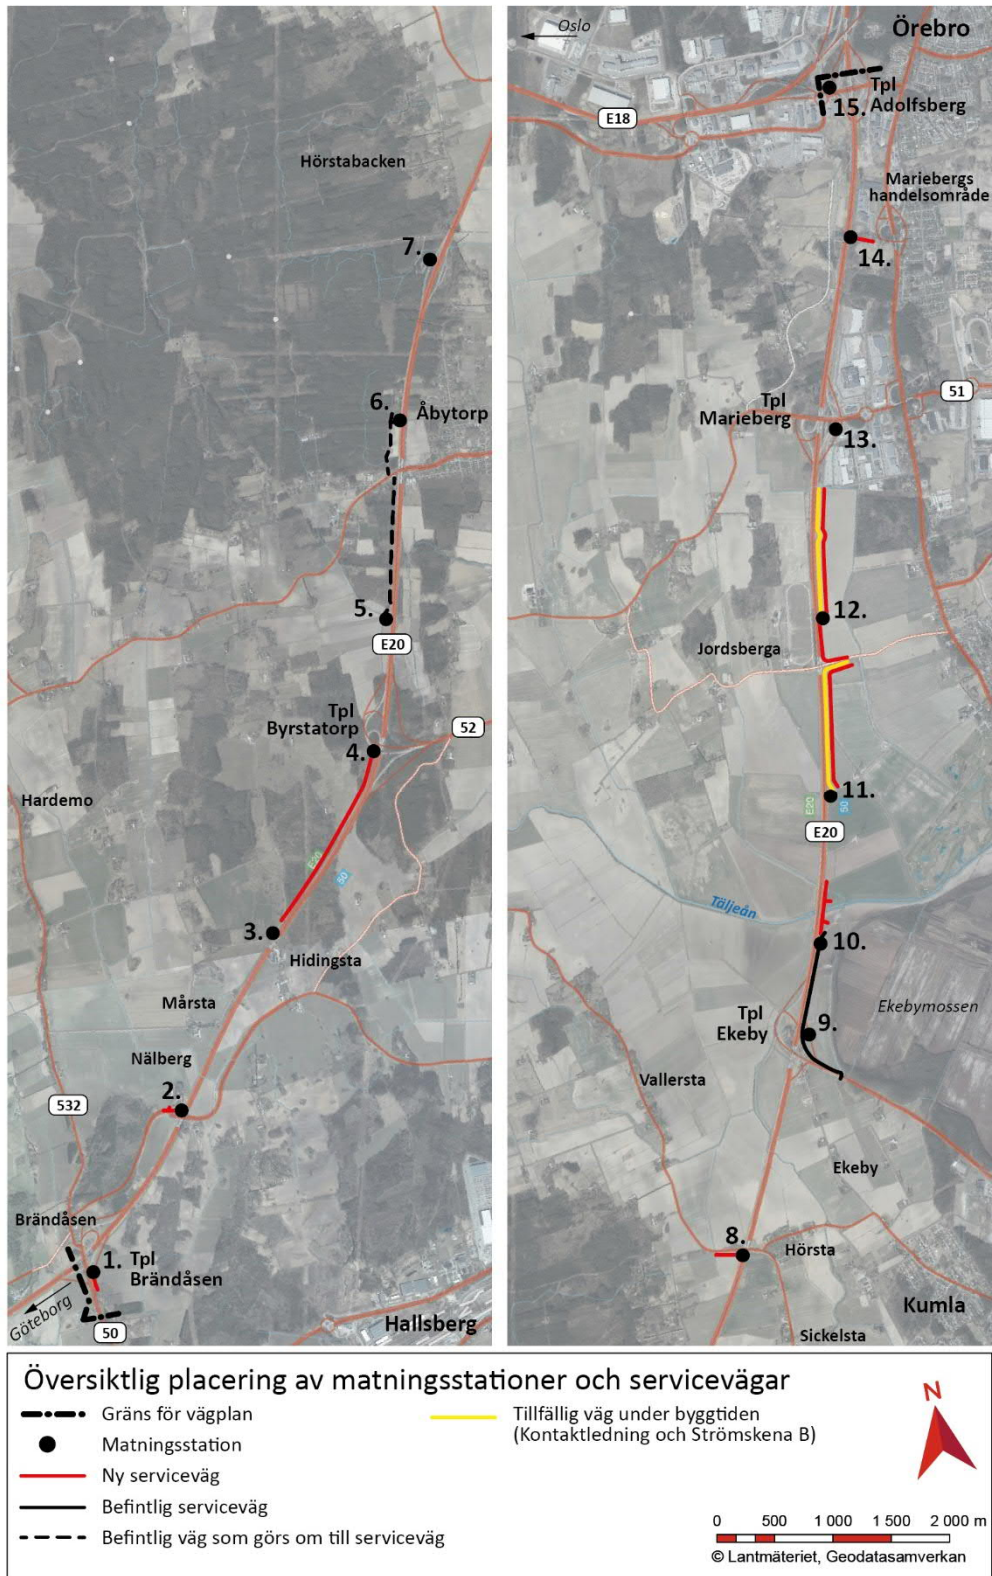 Hörstabacken
7.
6.
Åbytorp
5.
E20
Tpl
Byrstatorp
52
4.
Hardemo
E20
50
3.
Hidingsta
Mårsta
Nälberg
2.
532
Brändåsen
1.
Tpl
Brändåsen
Göteborg
50
Hallsberg
Oslo
Örebro
Tpl
Adolfsberg
15.
E18
Mariebergs
handelsområde
14.
51
Tpl
Marieberg
13.
12.
Jordsberga
11.
E20
50
E20
Täljeån
10.
Ekebymossen
Tpl
Ekeby
9.
Vallersta
Ekeby
8.
Hörsta
Kumla
Sickelsta
Översiktlig placering av matningsstationer och servicevägar
Gräns för vägplan
Matningsstation
Ny serviceväg
Befintlig serviceväg
Befintlig väg som görs om till serviceväg
Tillfällig väg under byggtiden
(Kontaktledning och Strömskena B)
N
0 500 1 000 1 500 2 000 m
© Lantmäteriet, Geodatasamverkan